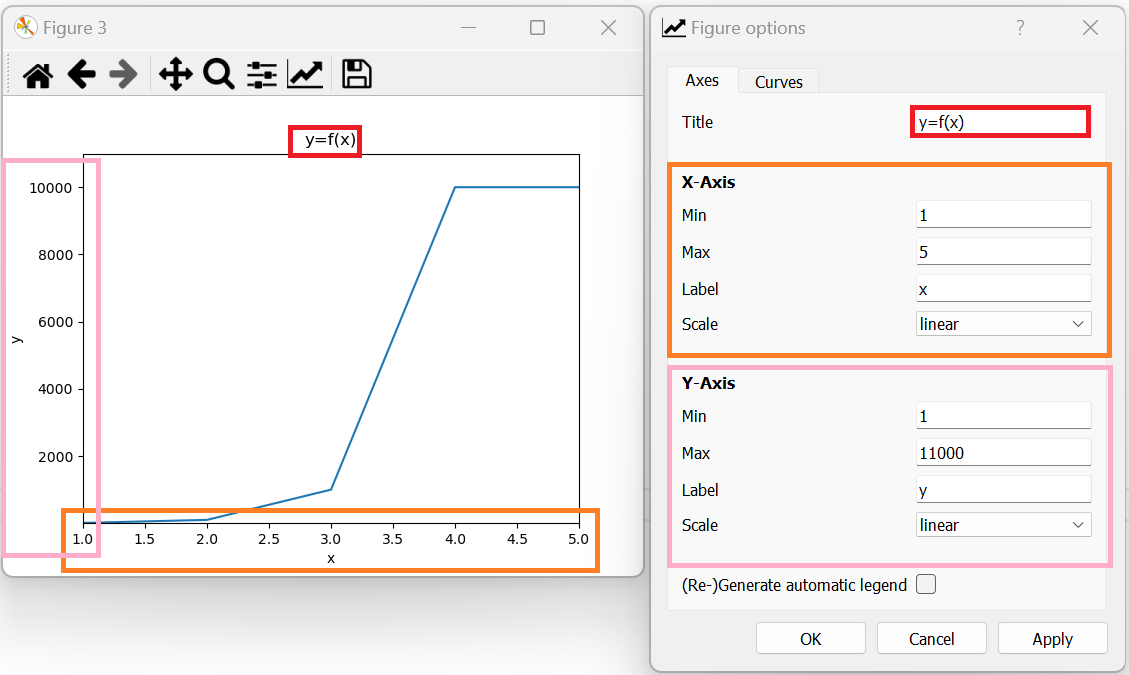 Figure 3
y=f(x)
10000
8000
6000
4000
2000
y
1.0 1.5 2.0 2.5 3.0 3.5 4.0 4.5 5.0
x
Figure options
?
Axes Curves
Title y=f(x)
X-Axis
Min 1
Max 5
Label x
Scale linear
Y-Axis
Min 1
Max 11000
Label y
Scale linear
(Re-)Generate automatic legend
OK Cancel Apply